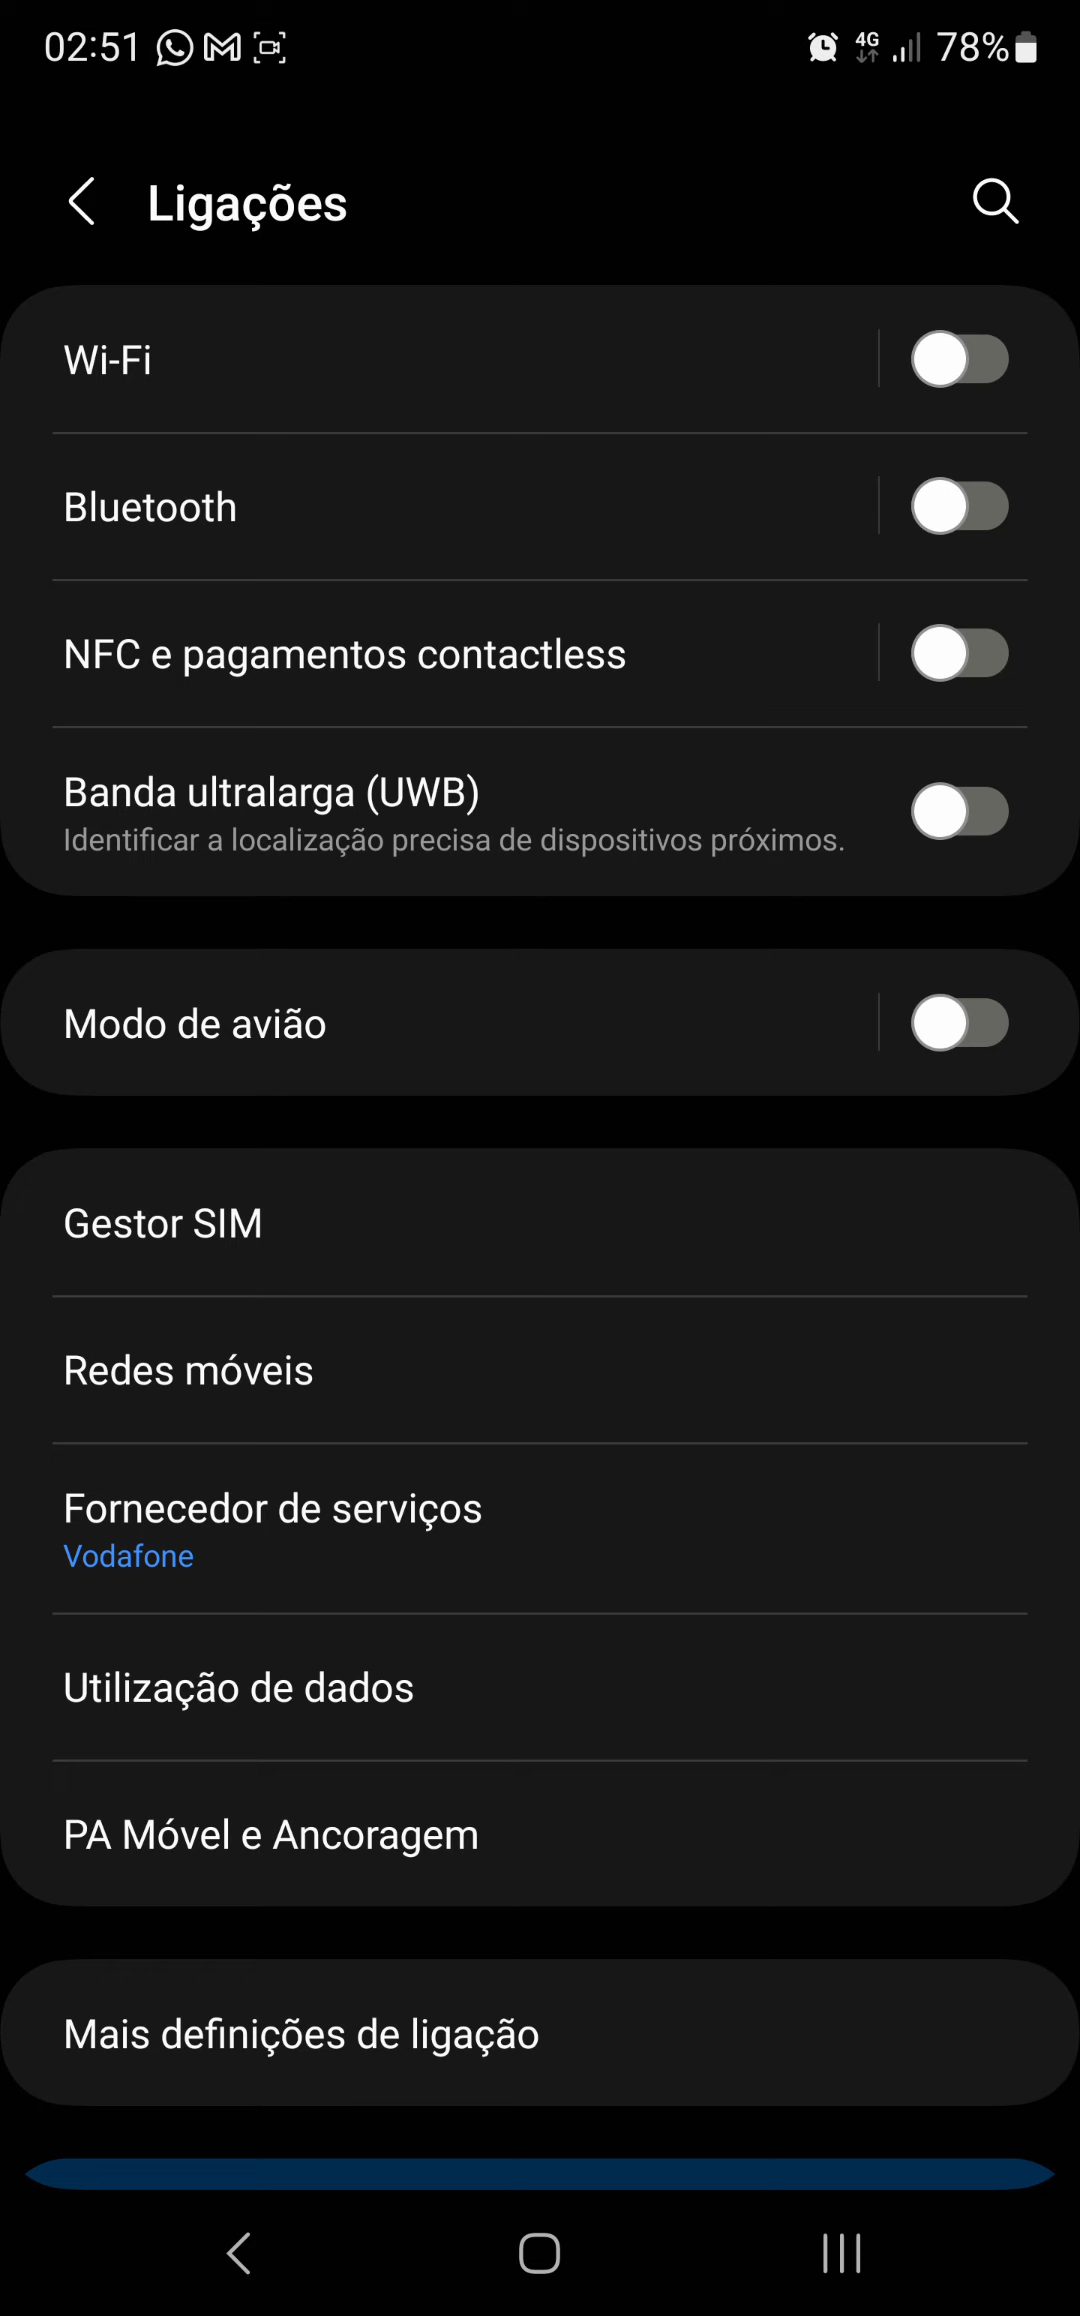 02:51 4G 78%
Ligações
Wi-Fi
Bluetooth
NFC e pagamentos contactless
Banda ultralarga (UWB)
Identificar a localização precisa de dispositivos próximos.
Modo de avião
Gestor SIM
Redes móveis
Fornecedor de serviços
Vodafone
Utilização de dados
PA Móvel e Ancoragem
Mais definições de ligação